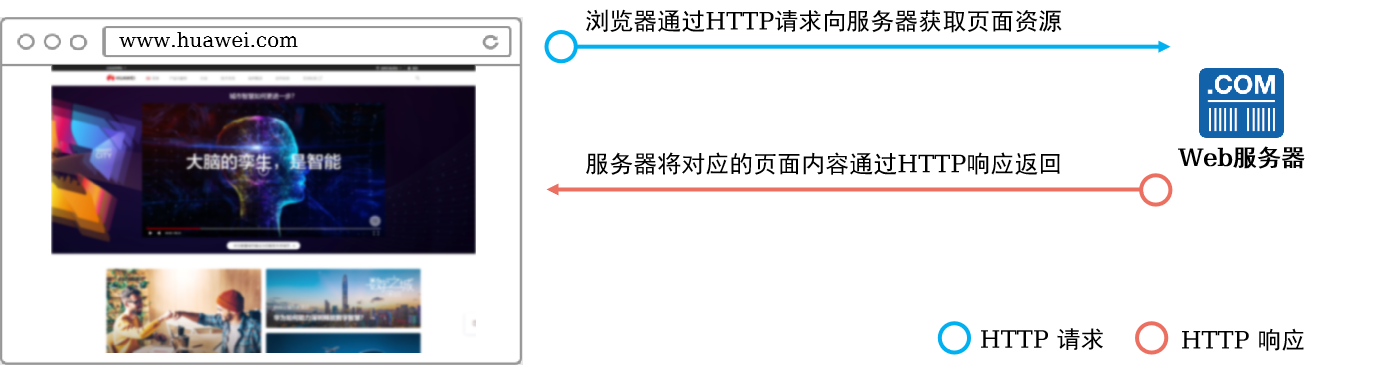 www.huawei.com
浏览器通过HTTP请求向服务器获取页面资源
.COM
Web服务器
HUAWEI
大脑的孪生，是智能
服务器将对应的页面内容通过HTTP响应返回
HTTP 请求
HTTP 响应